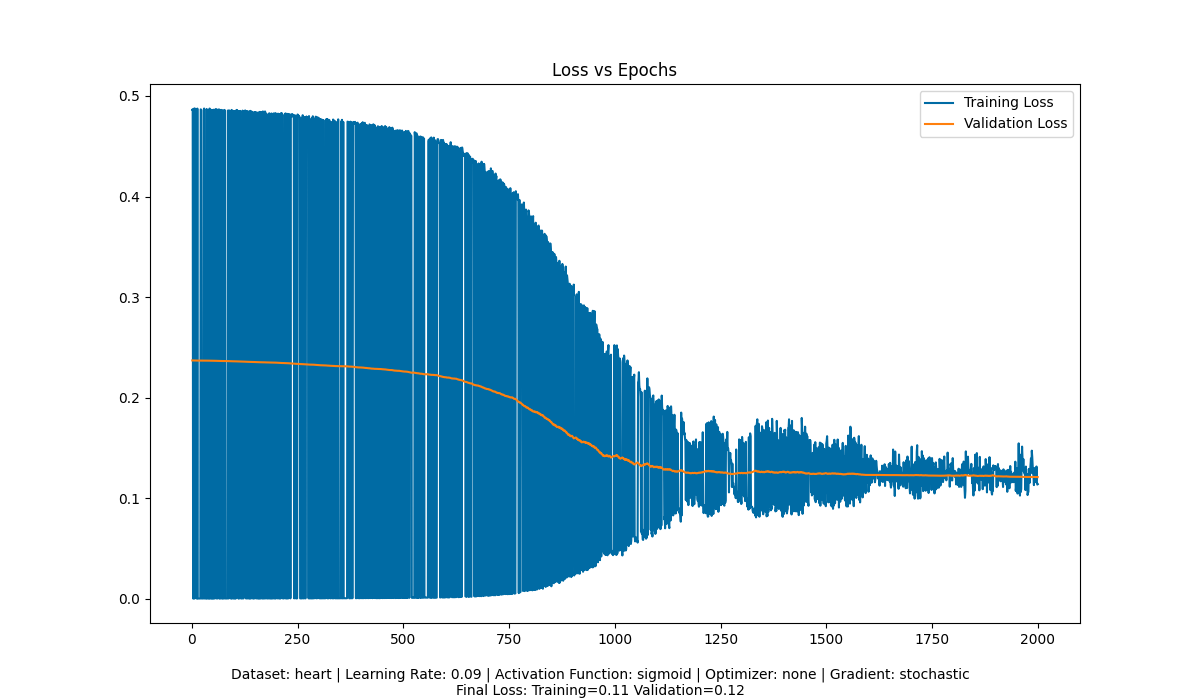 Loss vs Epochs
0.5
0.4
0.3
0.2
0.1
0.0
Training Loss
Validation Loss
0 250 500 750 1000 1250 1500 1750 2000
Dataset: heart | Learning Rate: 0.09 | Activation Function: sigmoid | Optimizer: none | Gradient: stochastic
Final Loss: Training=0.11 Validation=0.12